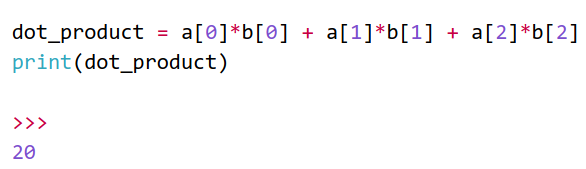 dot_product = a[0]*b[0] + a[1]*b[1] + a[2]*b[2]
print(dot_product)
>>>
20